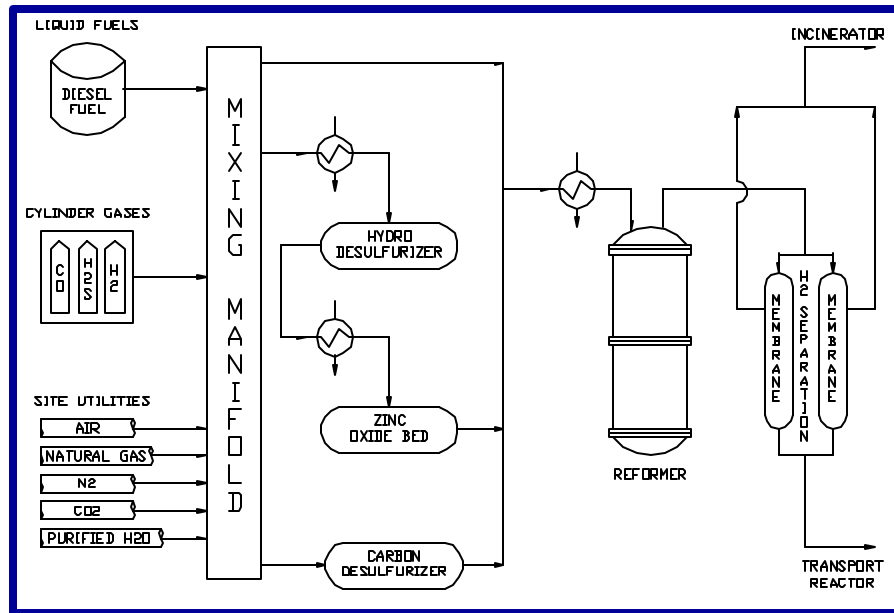 LIQUID FUELS
DIESEL
FUEL
CYLINDER GASES
CO
H2S
H2
SITE UTILITIES
AIR
NATURAL GAS
N2
CO2
PURIFIED H2O
MIXING MANIFOLD
HYDRO
DESULFURIZER
ZINC
OXIDE BED
CARBON
DESULFURIZER
REFORMER
INCINERATOR
MEMBRANE
H2 SEPARATION
MEMBRANE
TRANSPORT
REACTOR